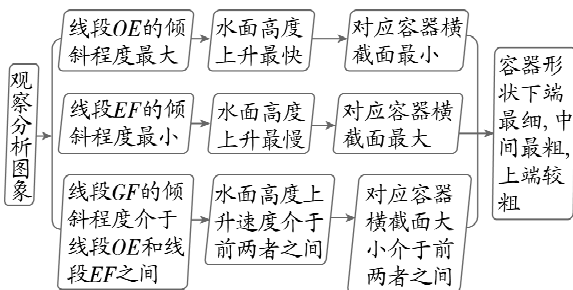 观察分析图象
线段OE的倾
斜程度最大
水面高度
上升最快
对应容器横
截面最小
线段EF的倾
斜程度最小
水面高度
上升最慢
对应容器横
截面最大
线段GF的倾
斜程度介于
线段OE和线
段EF之间
水面高度上
升速度介于
前两者之间
对应容器
横截面大
小介于前
两者之间
容器形
状下端
最细,中
间最粗,
上端较
粗